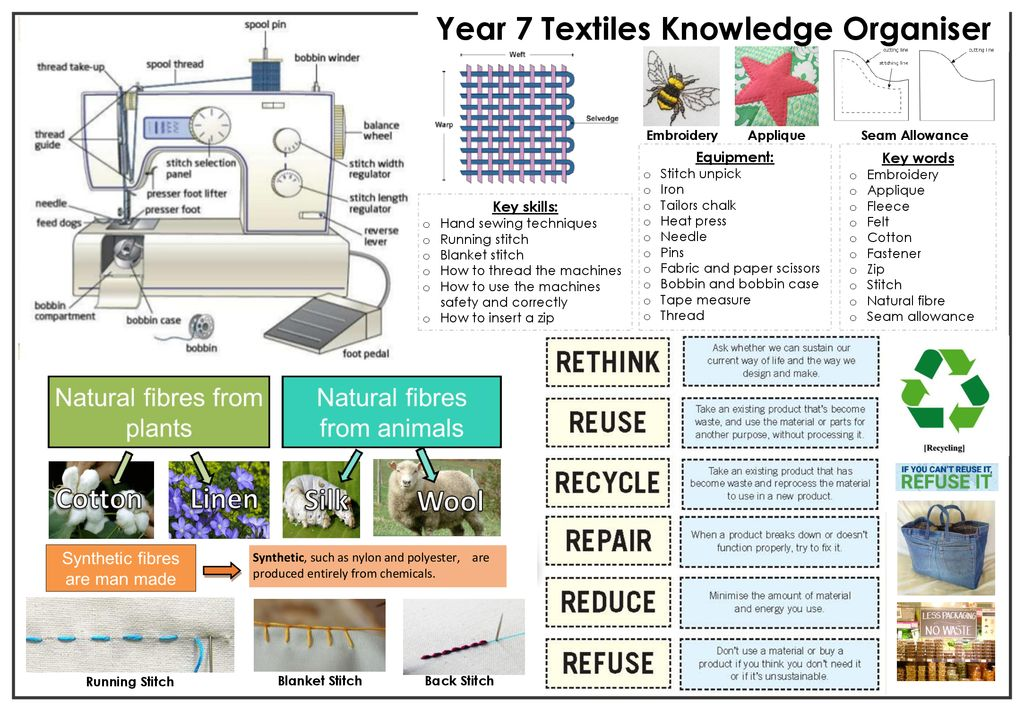 Year 7 Textiles Knowledge Organiser
spool pin
thread take-up
spool thread
bobbin winder
thread guide
balance wheel
stitch selection panel
stitch width regulator
presser foot lifter
needle
presser foot
stitch length regulator
feed dogs
reverse lever
bobbin compartment
bobbin case
bobbin
foot pedal
Weft
Warp
Selvedge
Embroidery
Applique
cutting line
stitching line
cutting line
Seam Allowance
Key skills:
o Hand sewing techniques
o Running stitch
o Blanket stitch
o How to thread the machines
o How to use the machines
safety and correctly
o How to insert a zip
Equipment:
o Stitch unpick
o Iron
o Tailors chalk
o Heat press
o Needle
o Pins
o Fabric and paper scissors
o Bobbin and bobbin case
o Tape measure
o Thread
Key words
o Embroidery
o Applique
o Fleece
o Felt
o Cotton
o Fastener
o Zip
o Stitch
o Natural fibre
o Seam allowance
Natural fibres from
plants
Natural fibres
from animals
Cotton
Linen
Silk
Wool
Synthetic fibres
are man made
Synthetic, such as nylon and polyester, are
produced entirely from chemicals.
Running Stitch
Blanket Stitch
Back Stitch
RETHINK
Ask whether we can sustain our
current way of life and the way we
design and make.
REUSE
Take an existing product that's become
waste, and use the material or parts for
another purpose, without processing it.
RECYCLE
Take an existing product that has
become waste and reprocess the material
to use in a new product.
REPAIR
When a product breaks down or doesn't
function properly, try to fix it.
REDUCE
Minimise the amount of material
and energy you use.
REFUSE
Don't use a material or buy a
product if you think you don't need it
or if it's unsustainable.
[Recycling]
IF YOU CAN'T REUSE IT,
REFUSE IT
LESS PACKAGING
NO WASTE